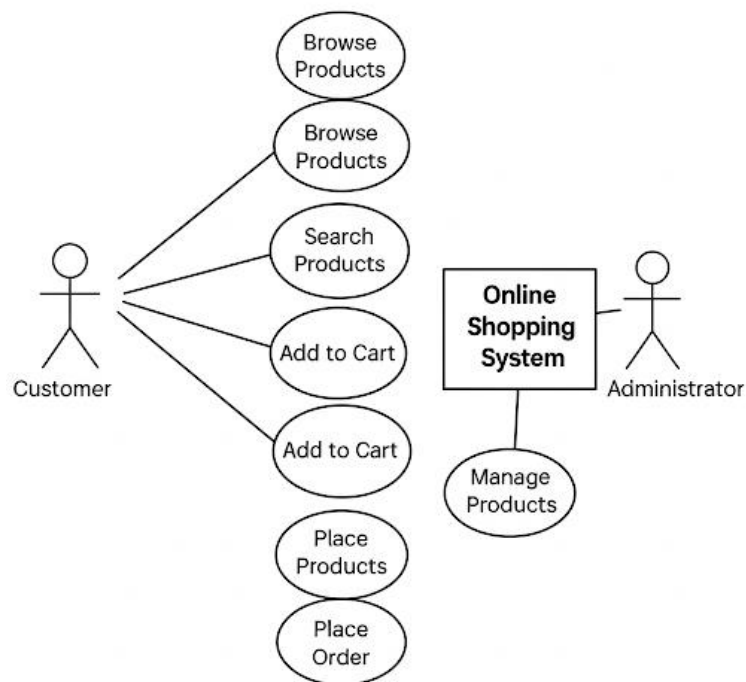 Browse
Products
Browse
Products
Search
Products
Add to Cart
Add to Cart
Place
Products
Place
Order
Customer
Online
Shopping
System
Administrator
Manage
Products